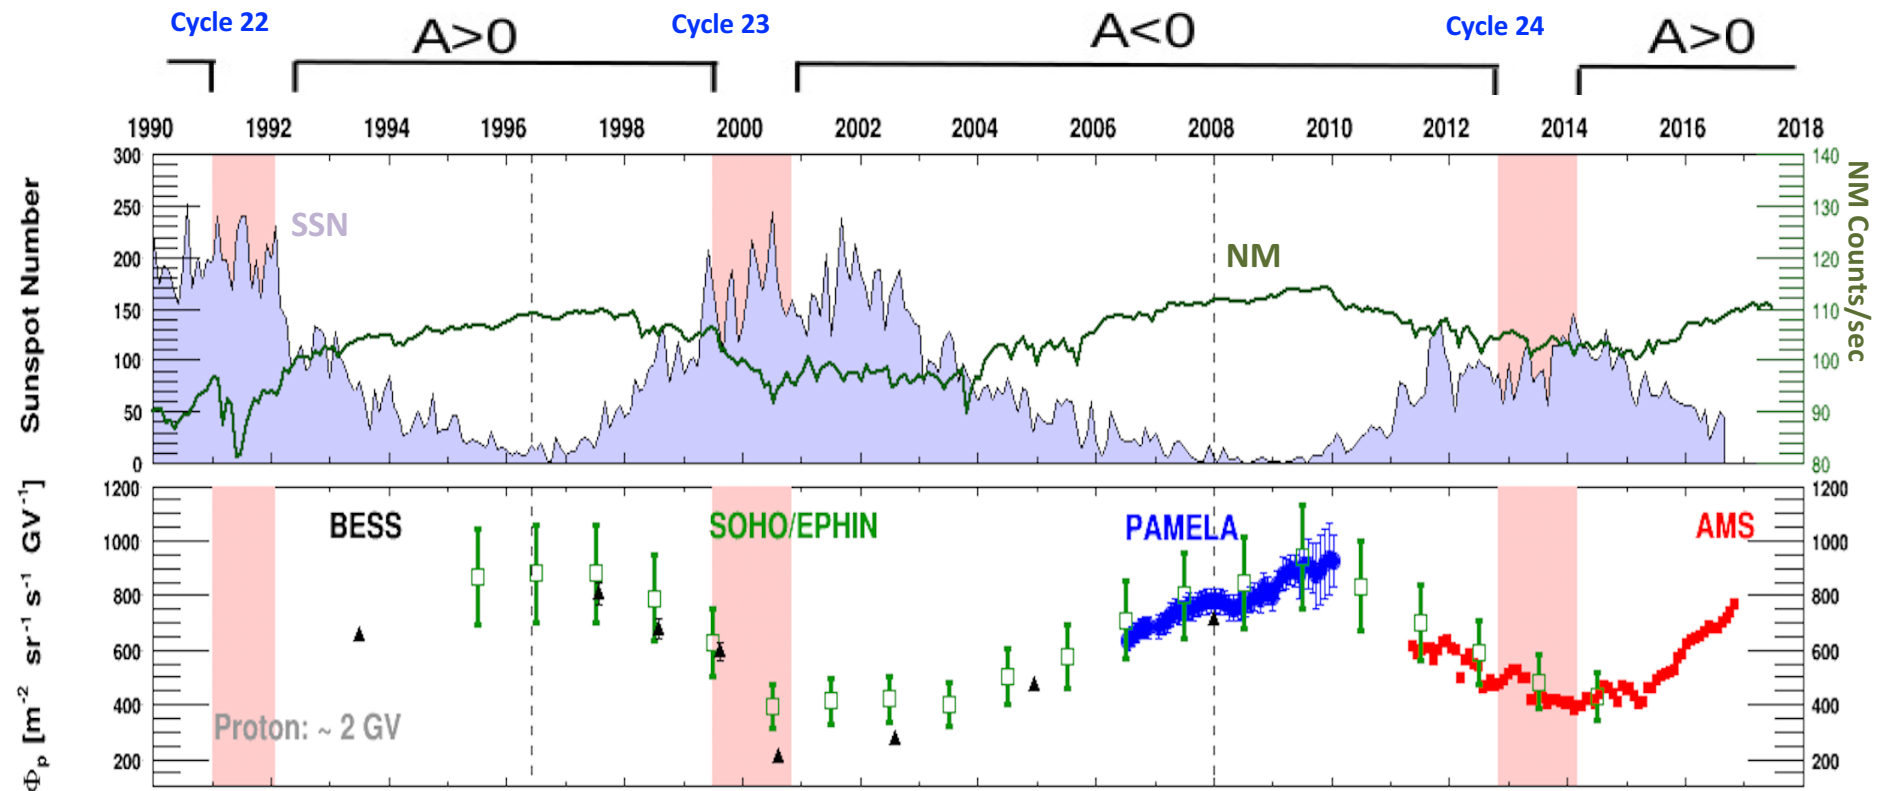 Cycle 22 Cycle 23 Cycle 24
A>0 A<0 A>0
1990 1992 1994 1996 1998 2000 2002 2004 2006 2008 2010 2012 2014 2016 2018
Sunspot Number
300
250
200
150
100
50
0
SSN
NM
140
130
120
110
100
90
80
NM Counts/sec
Φp [m-2 sr-1 s-1 GV-1]
1200
1000
800
600
400
200
BESS SOHO/EPHIN PAMELA AMS
Proton: ~ 2 GV
1200
1000
800
600
400
200